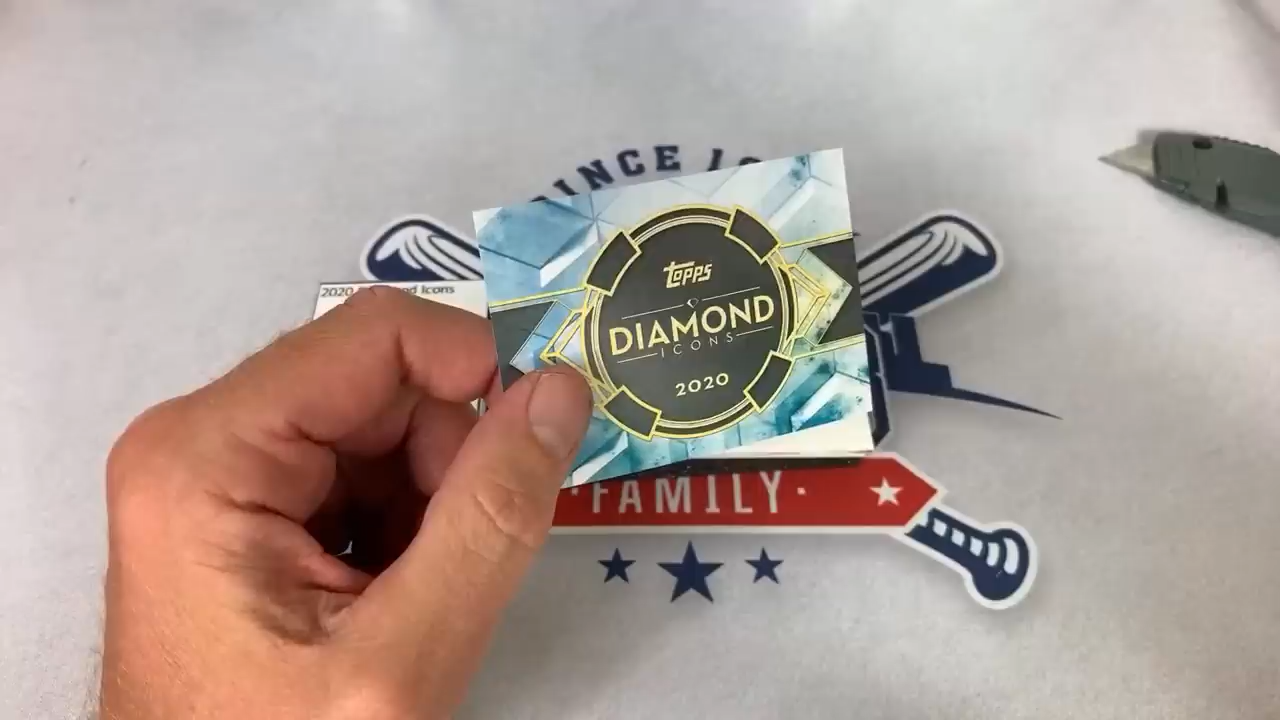 SINCE
2020 Icons
TOPPS
DIAMOND
ICONS
2020
·FAMILY·